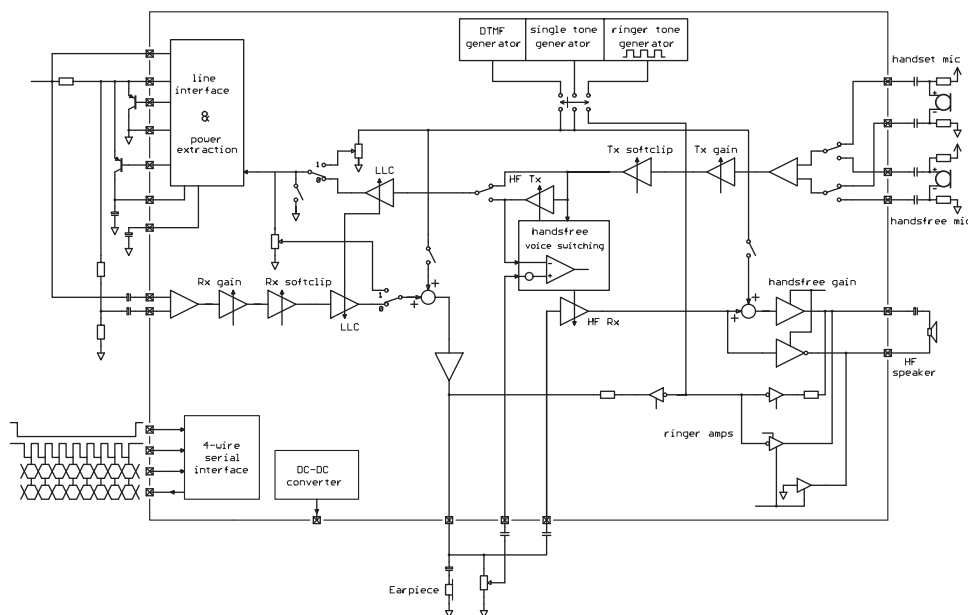 DTMF
generator
single tone
generator
ringer tone
generator
handset mic
+
-
line
interface
&
power
extraction
Tx softclip
Tx gain
1
0
LLC
HF Tx
+
-
handsfree mic
handsfree
voice switching
-
+
Rx gain
Rx softclip
1
0
+
+
LLC
HF Rx
+
+
handsfree gain
HF
speaker
ringer amps
4-wire
serial
interface
DC-DC
converter
Earpiece